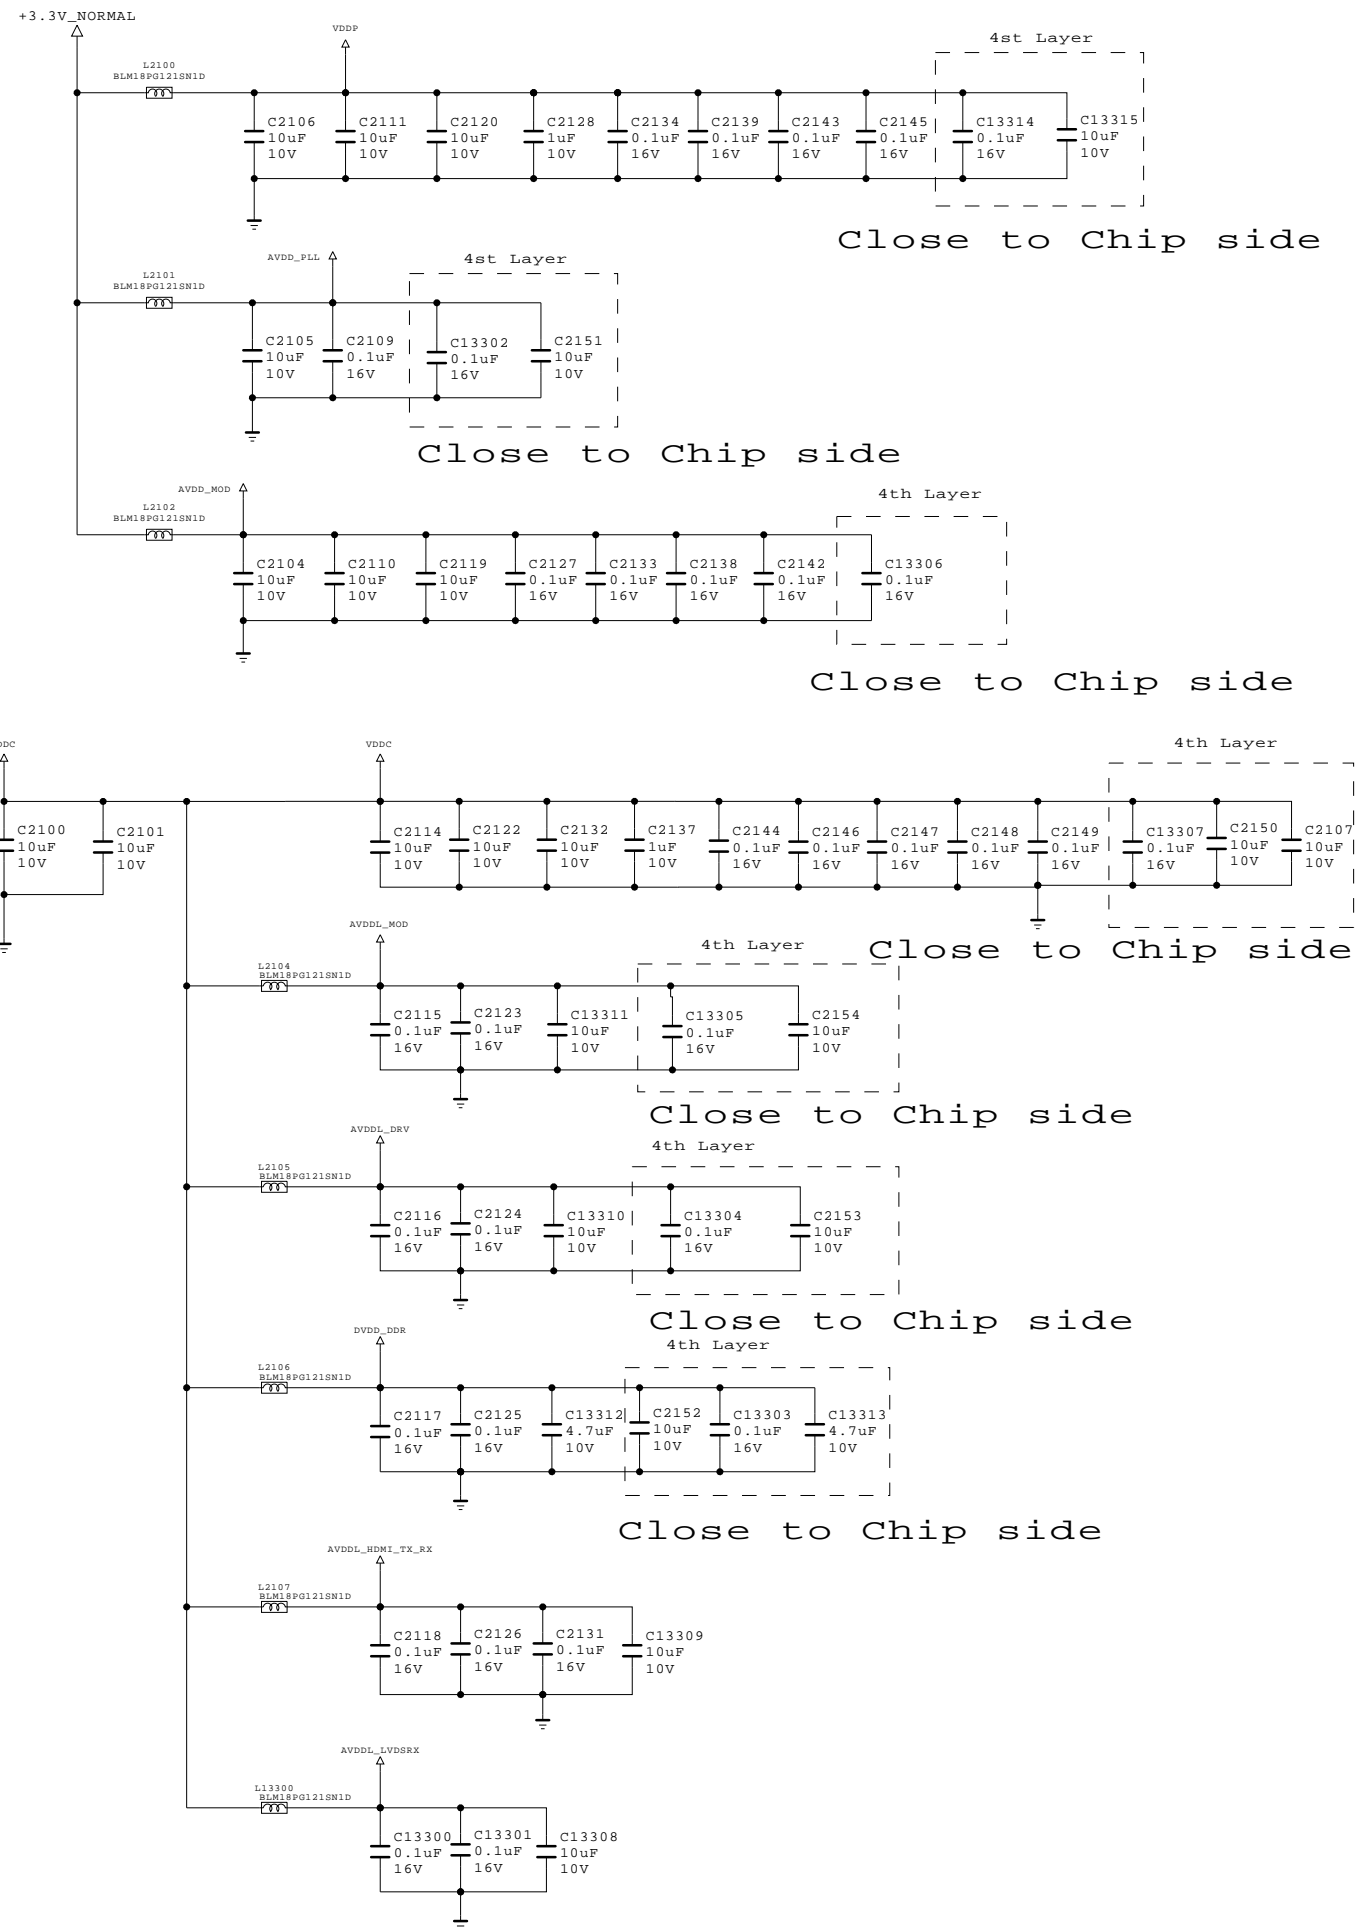 +3.3V_NORMAL
VDDP
4st Layer
L2100
BLM18PG121SN1D
C2106
10uF
10V
C2111
10uF
10V
C2120
10uF
10V
C2128
1uF
10V
C2134
0.1uF
16V
C2139
0.1uF
16V
C2143
0.1uF
16V
C2145
0.1uF
16V
C13314
0.1uF
16V
C13315
10uF
10V
Close to Chip side
AVDD_PLL
4st Layer
L2101
BLM18PG121SN1D
C2105
10uF
10V
C2109
0.1uF
16V
C13302
0.1uF
16V
C2151
10uF
10V
Close to Chip side
AVDD_MOD
4th Layer
L2102
BLM18PG121SN1D
C2104
10uF
10V
C2110
10uF
10V
C2119
10uF
10V
C2127
0.1uF
16V
C2133
0.1uF
16V
C2138
0.1uF
16V
C2142
0.1uF
16V
C13306
0.1uF
16V
Close to Chip side
DDC
VDDC
4th Layer
C2100
10uF
10V
C2101
10uF
10V
C2114
10uF
10V
C2122
10uF
10V
C2132
10uF
10V
C2137
1uF
10V
C2144
0.1uF
16V
C2146
0.1uF
16V
C2147
0.1uF
16V
C2148
0.1uF
16V
C2149
0.1uF
16V
C13307
0.1uF
16V
C2150
10uF
10V
C2107
10uF
10V
Close to Chip side
AVDDL_MOD
4th Layer
L2104
BLM18PG121SN1D
C2115
0.1uF
16V
C2123
0.1uF
16V
C13311
10uF
10V
C13305
0.1uF
16V
C2154
10uF
10V
Close to Chip side
AVDDL_DRV
4th Layer
L2105
BLM18PG121SN1D
C2116
0.1uF
16V
C2124
0.1uF
16V
C13310
10uF
10V
C13304
0.1uF
16V
C2153
10uF
10V
Close to Chip side
DVDD_DDR
4th Layer
L2106
BLM18PG121SN1D
C2117
0.1uF
16V
C2125
0.1uF
16V
C13312
4.7uF
10V
C2152
10uF
10V
C13303
0.1uF
16V
C13313
4.7uF
10V
Close to Chip side
AVDDL_HDMI_TX_RX
L2107
BLM18PG121SN1D
C2118
0.1uF
16V
C2126
0.1uF
16V
C2131
0.1uF
16V
C13309
10uF
10V
AVDDL_LVDSRX
L13300
BLM18PG121SN1D
C13300
0.1uF
16V
C13301
0.1uF
16V
C13308
10uF
10V